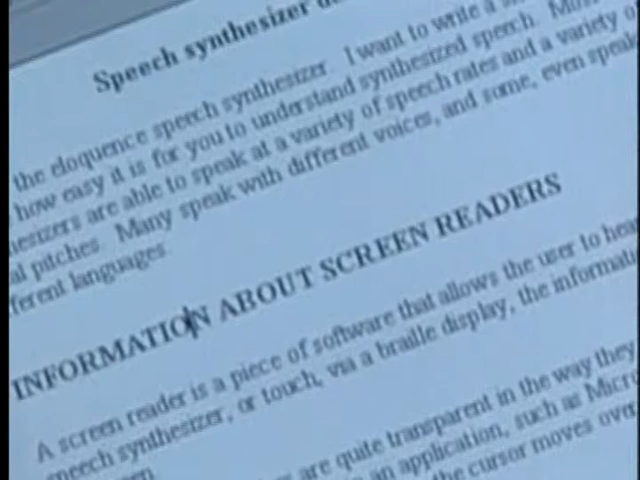 Speech synthesizer
the eloquence speech synthesizer. I want to write a
how easy it is for you to understand synthesized speech. Most
hesizers are able to speak at a variety of speech rates and a variety o
al pitches. Many speak with different voices, and some, even speak
ferent languages.
INFORMATION ABOUT SCREEN READERS
A screen reader is a piece of software that allows the user to hear
speech synthesizer, or touch, via a braille display, the informati
are quite transparent in the way they
an application, such as Micro
the cursor moves over